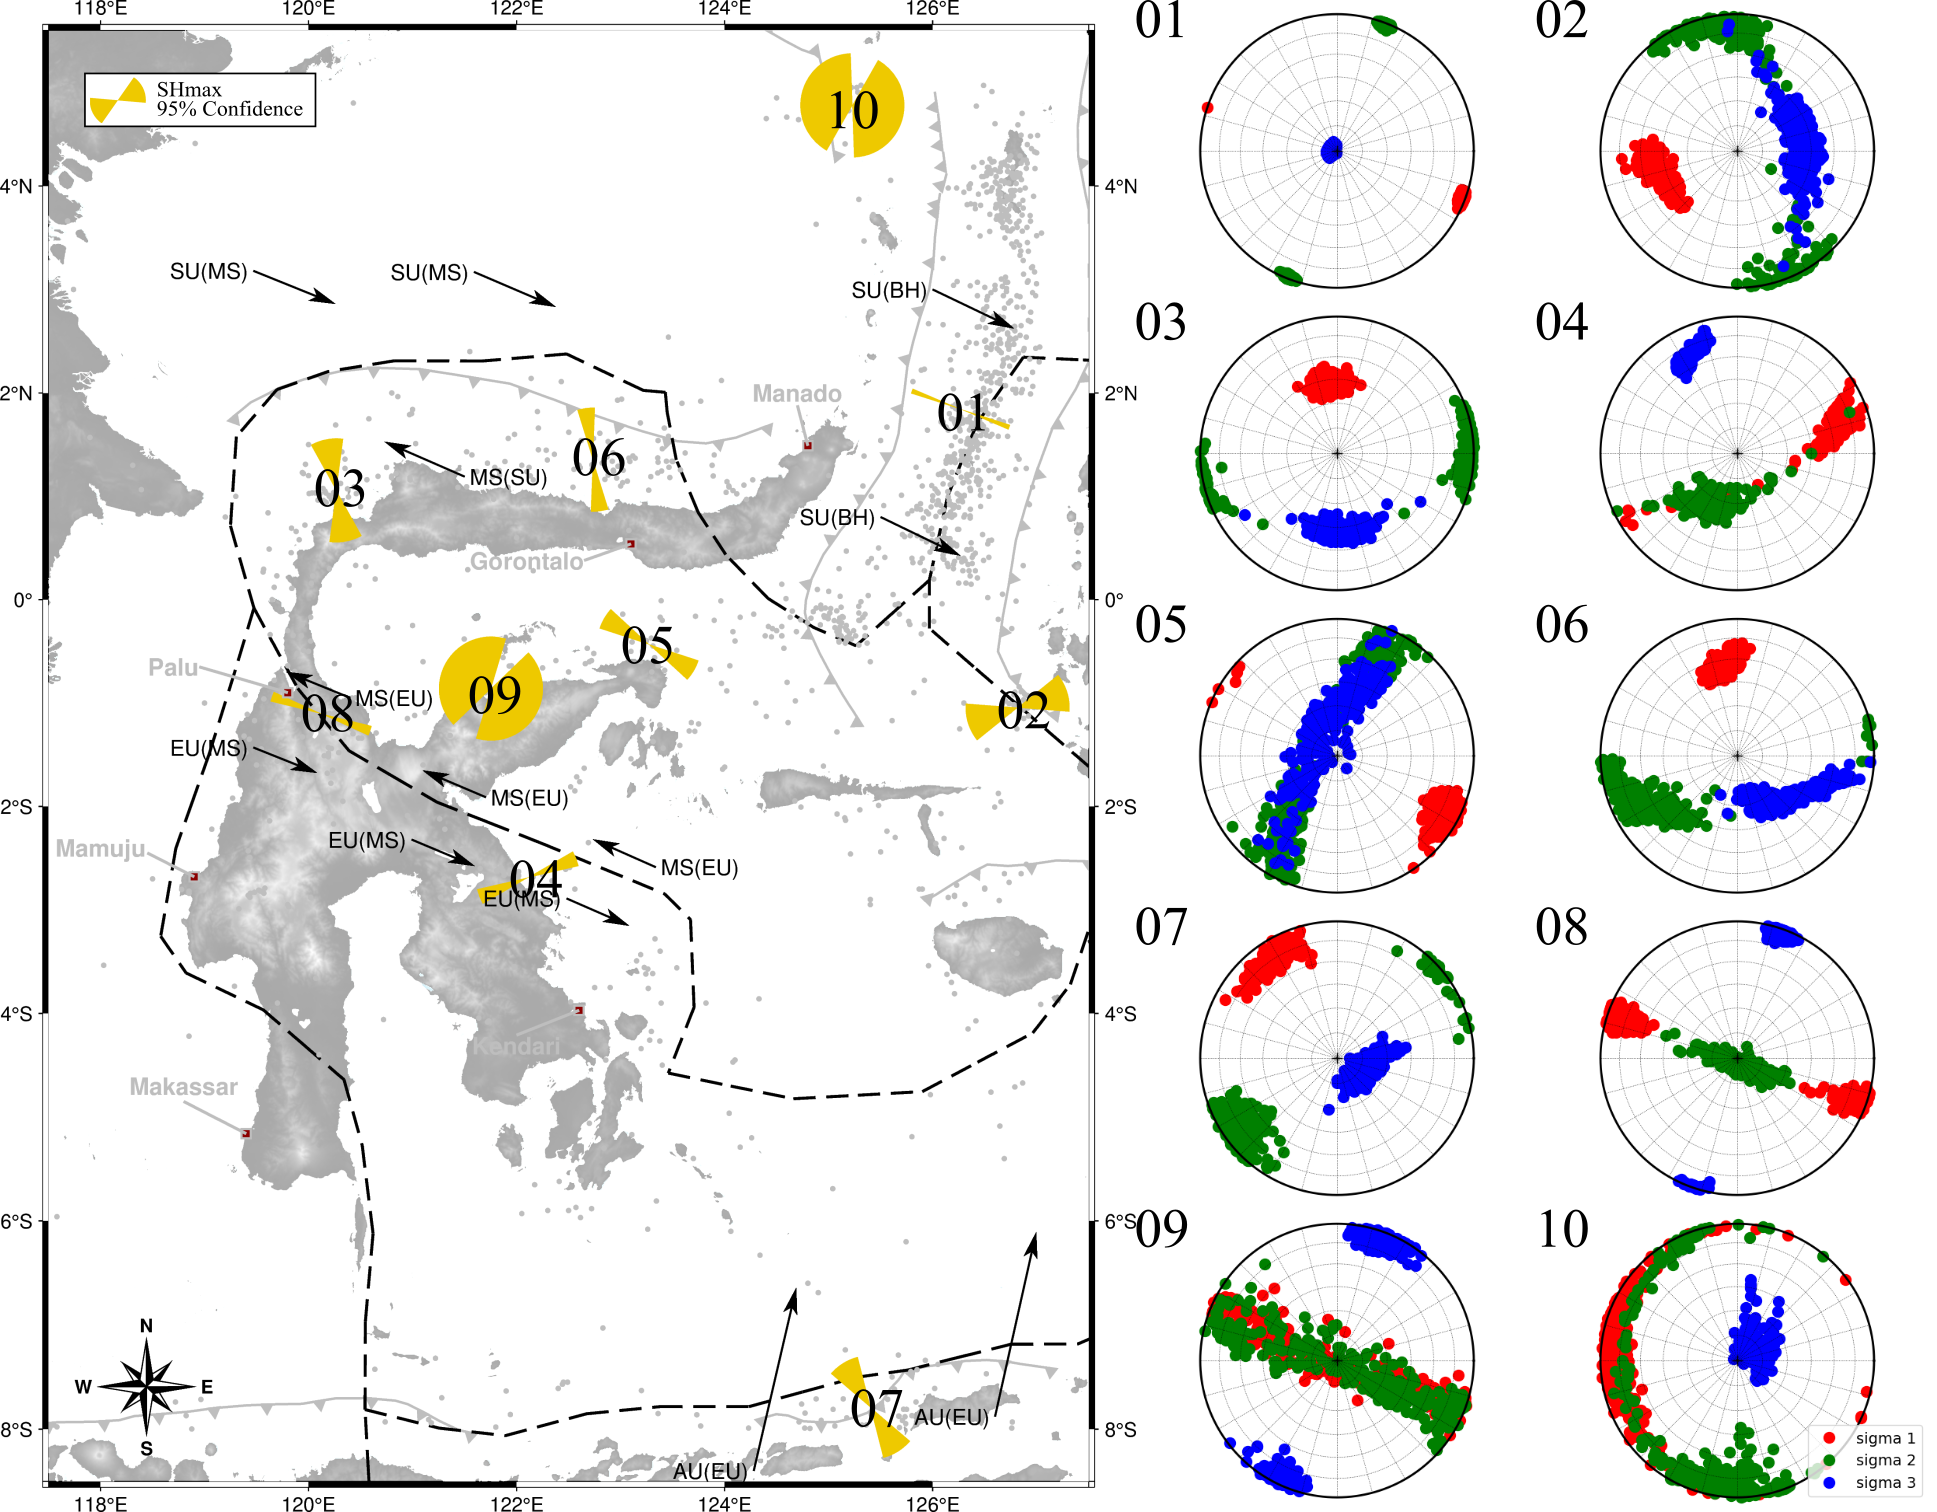 118°E 120°E 122°E 124°E 126°E
SHmax
95% Confidence
10
4°N 4°N
SU(MS) SU(MS) SU(BH)
2°N 2°N
Manado
01
03 06 MS(SU)
SU(BH)
Gorontalo
0° 0°
05
Palu
MS(EU)
09
08 02
EU(MS)
MS(EU)
2°S 2°S
EU(MS)
Mamuju
MS(EU)
04
EU(MS)
4°S 4°S
Kendari
Makassar
6°S 6°S
N
W E
S
07
AU(EU)
8°S 8°S
AU(EU)
118°E 120°E 122°E 124°E 126°E
01 02
03 04
05 06
07 08
09 10
sigma 1
sigma 2
sigma 3